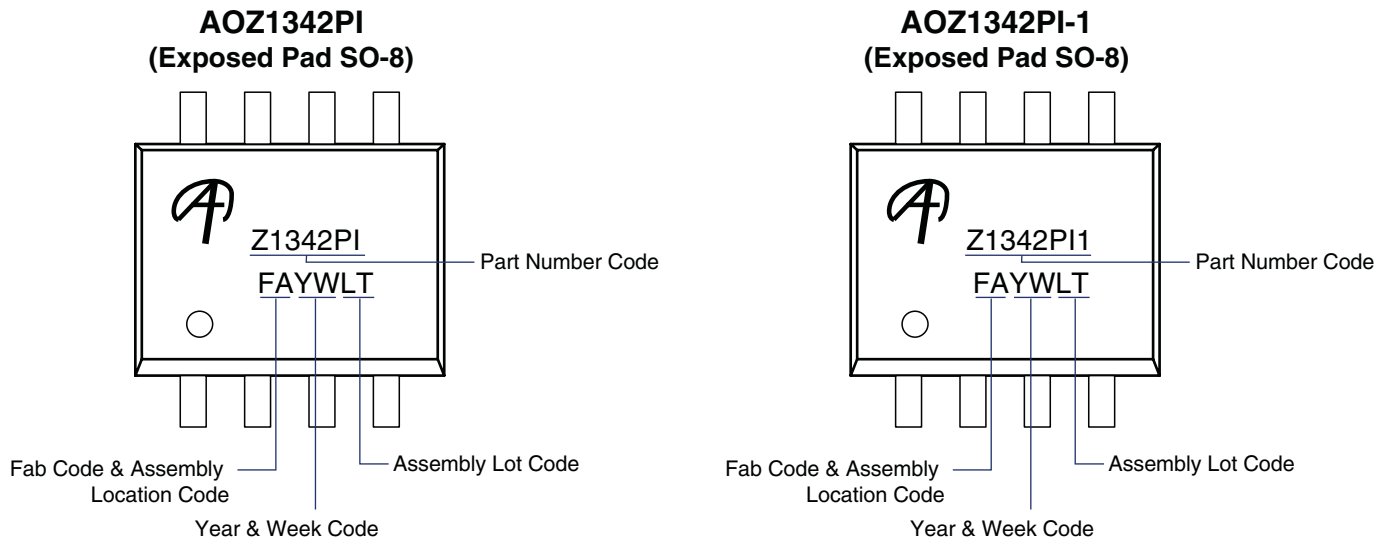 AOZ1342PI
(Exposed Pad SO-8)
Z1342PI
Part Number Code
FAYWLT
Fab Code & Assembly
Location Code
Assembly Lot Code
Year & Week Code
AOZ1342PI-1
(Exposed Pad SO-8)
Z1342PI1
Part Number Code
FAYWLT
Fab Code & Assembly
Location Code
Assembly Lot Code
Year & Week Code